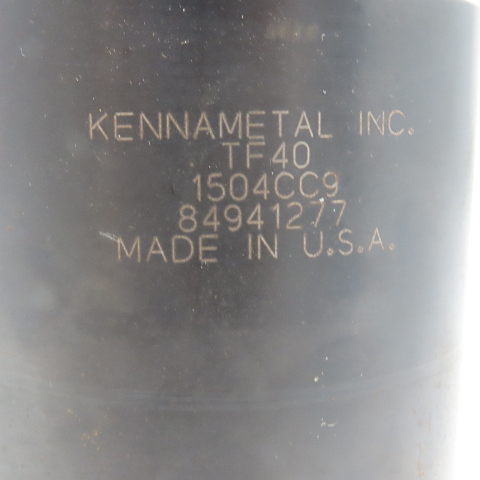 KENNAMETAL INC.
TF40
1504CC9
84941277
MADE IN U.S.A.